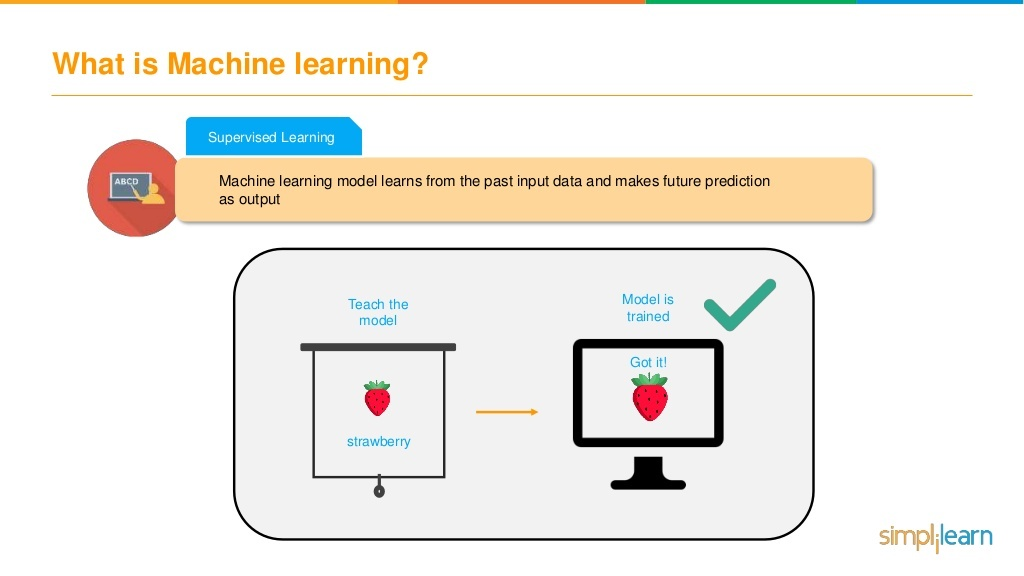 What is Machine learning?
Supervised Learning
ABCD
Machine learning model learns from the past input data and makes future prediction
as output
Teach the
model
Model is
trained
Got it!
strawberry
simplilearn